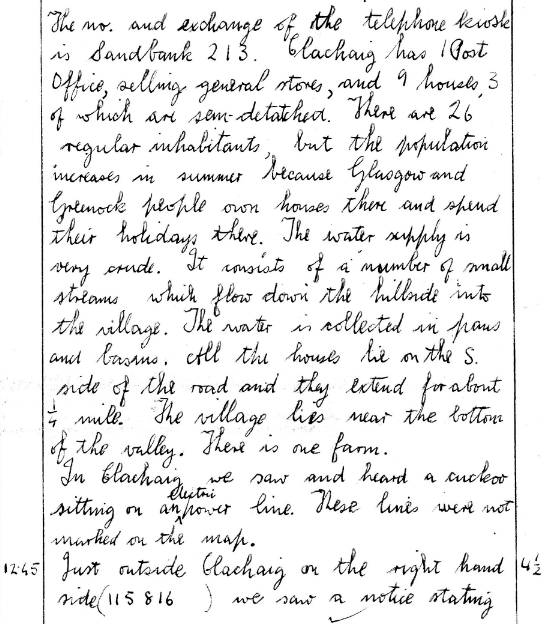 The no. and exchange of the telephone kiosk
is Sandbank 213. Clachaig has 1 Post
Office, selling general stores, and 9 houses, 3
of which are sem-detatched. There are 26
regular inhabitants, but the population
increases in summer because Glasgow and
Greenock people own houses there and spend
their holidays there. The water supply is
very crude. It consists of a number of small
streams which flow down the hillside into
the village. The water is collected in pans
and basins. All the houses lie on the S.
side of the road and they extend for about
¼ mile. The village lies near the bottom
of the valley. There is one farm.
In Clachaig we saw and heard a cuckoo
electric
sitting on an power line. These lines were not
marked on the map.
12.45 Just outside Clachaig on the right hand 4½
side (115816 ) we saw a notice stating